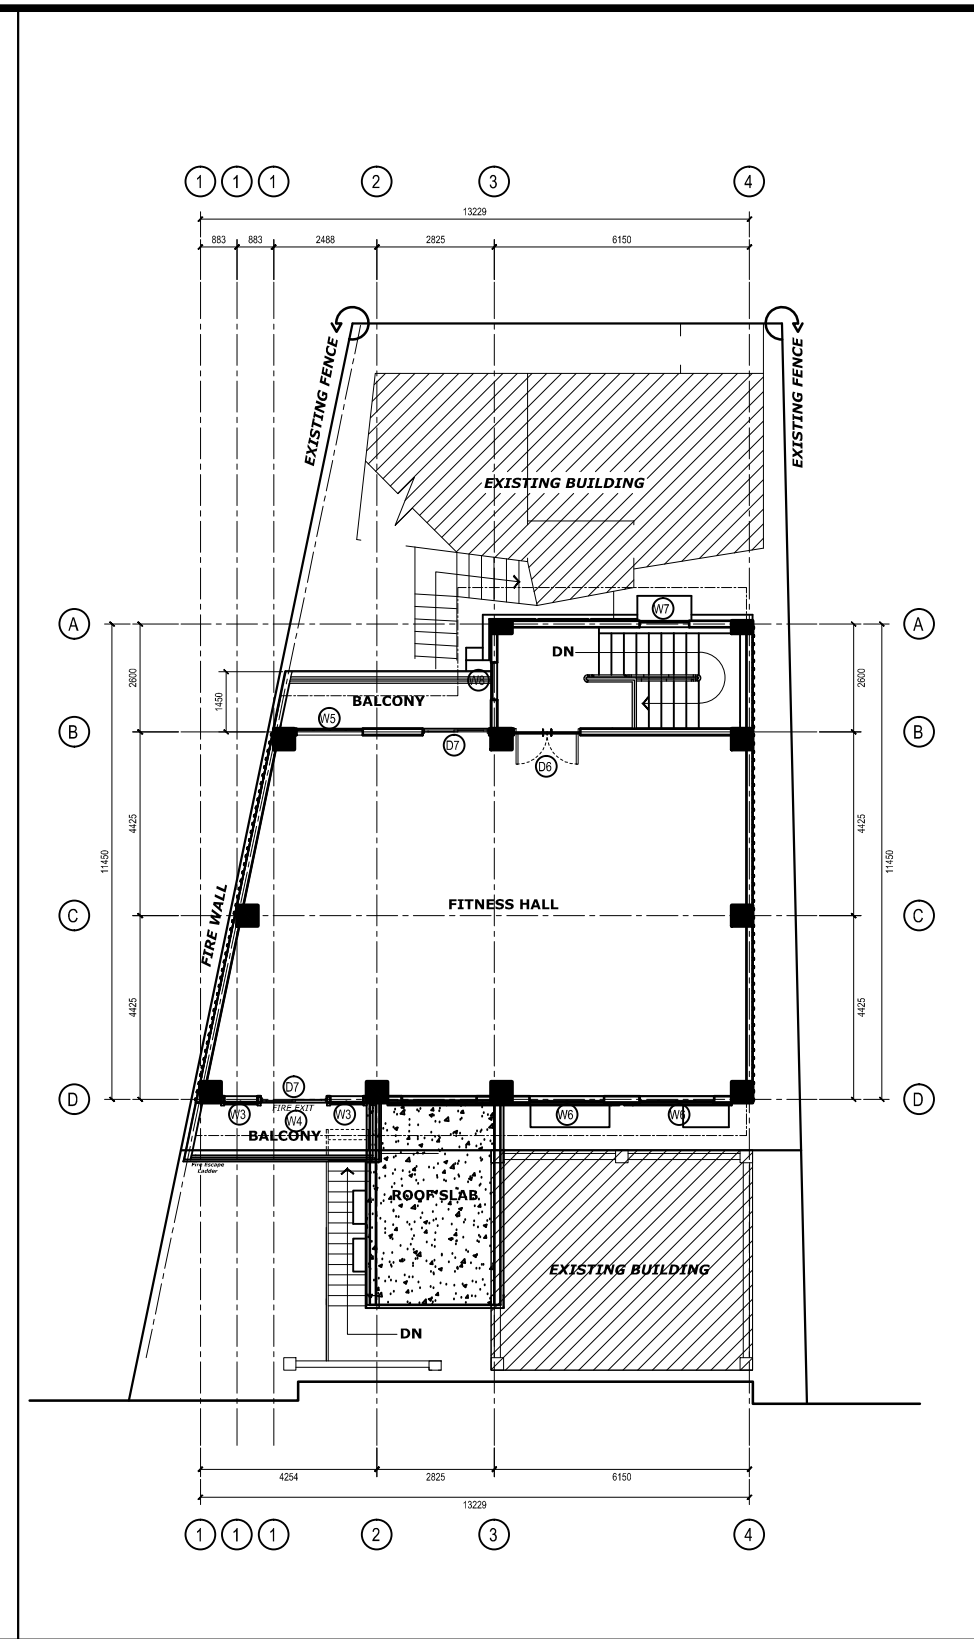 1 1 1 2 3 4
13229
883 883 2488 2825 6150
EXISTING FENCE
EXISTING FENCE
EXISTING BUILDING
W7
A A
DN
2600 2600
1450
W8
BALCONY
W5
B B
D7
D6
4425 4425
11450 11450
FITNESS HALL
C C
FIRE WALL
4425 4425
D7
D D
FIRE EXIT
W3 W4 W3 W6 W6
BALCONY
Fire Escape
Ladder
ROOF SLAB
EXISTING BUILDING
DN
4254 2825 6150
13229
1 1 1 2 3 4